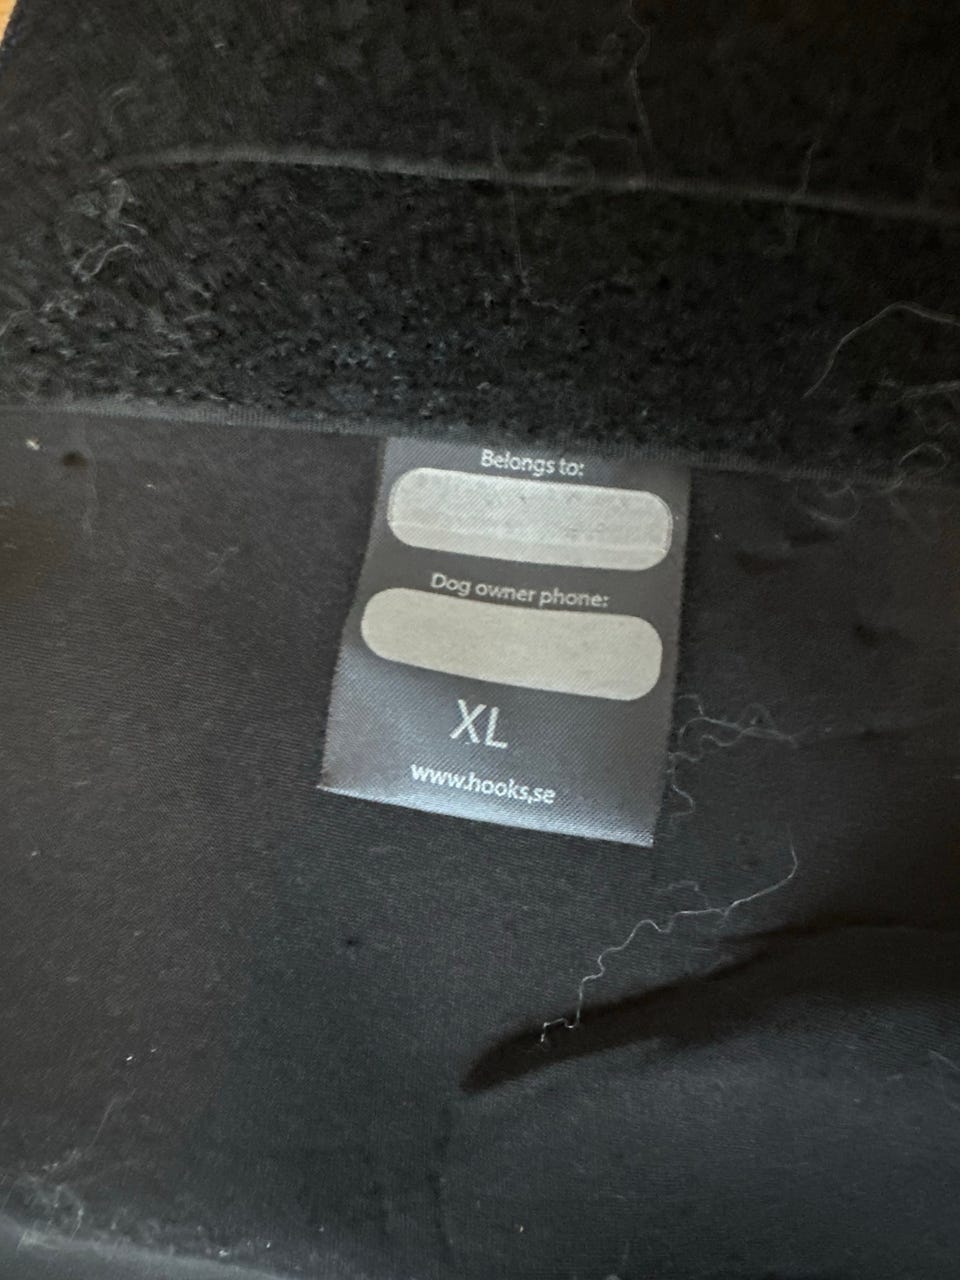 Belongs to:
Dog owner phone:
XL
www.hooks.se